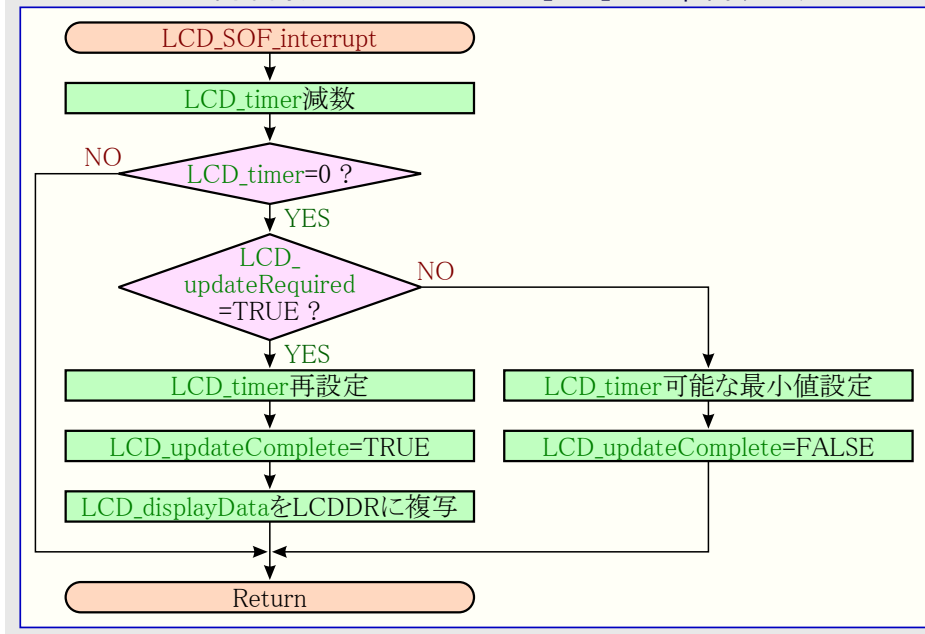 LCD_SOF_interrupt
LCD_timer減数
NO
LCD_timer=0 ?
YES
LCD_
updateRequired
=TRUE ?
NO
YES
LCD_timer再設定
LCD_timer可能な最小値設定
LCD_updateComplete=TRUE
LCD_updateComplete=FALSE
LCD_displayDataをLCDDRに複写
Return